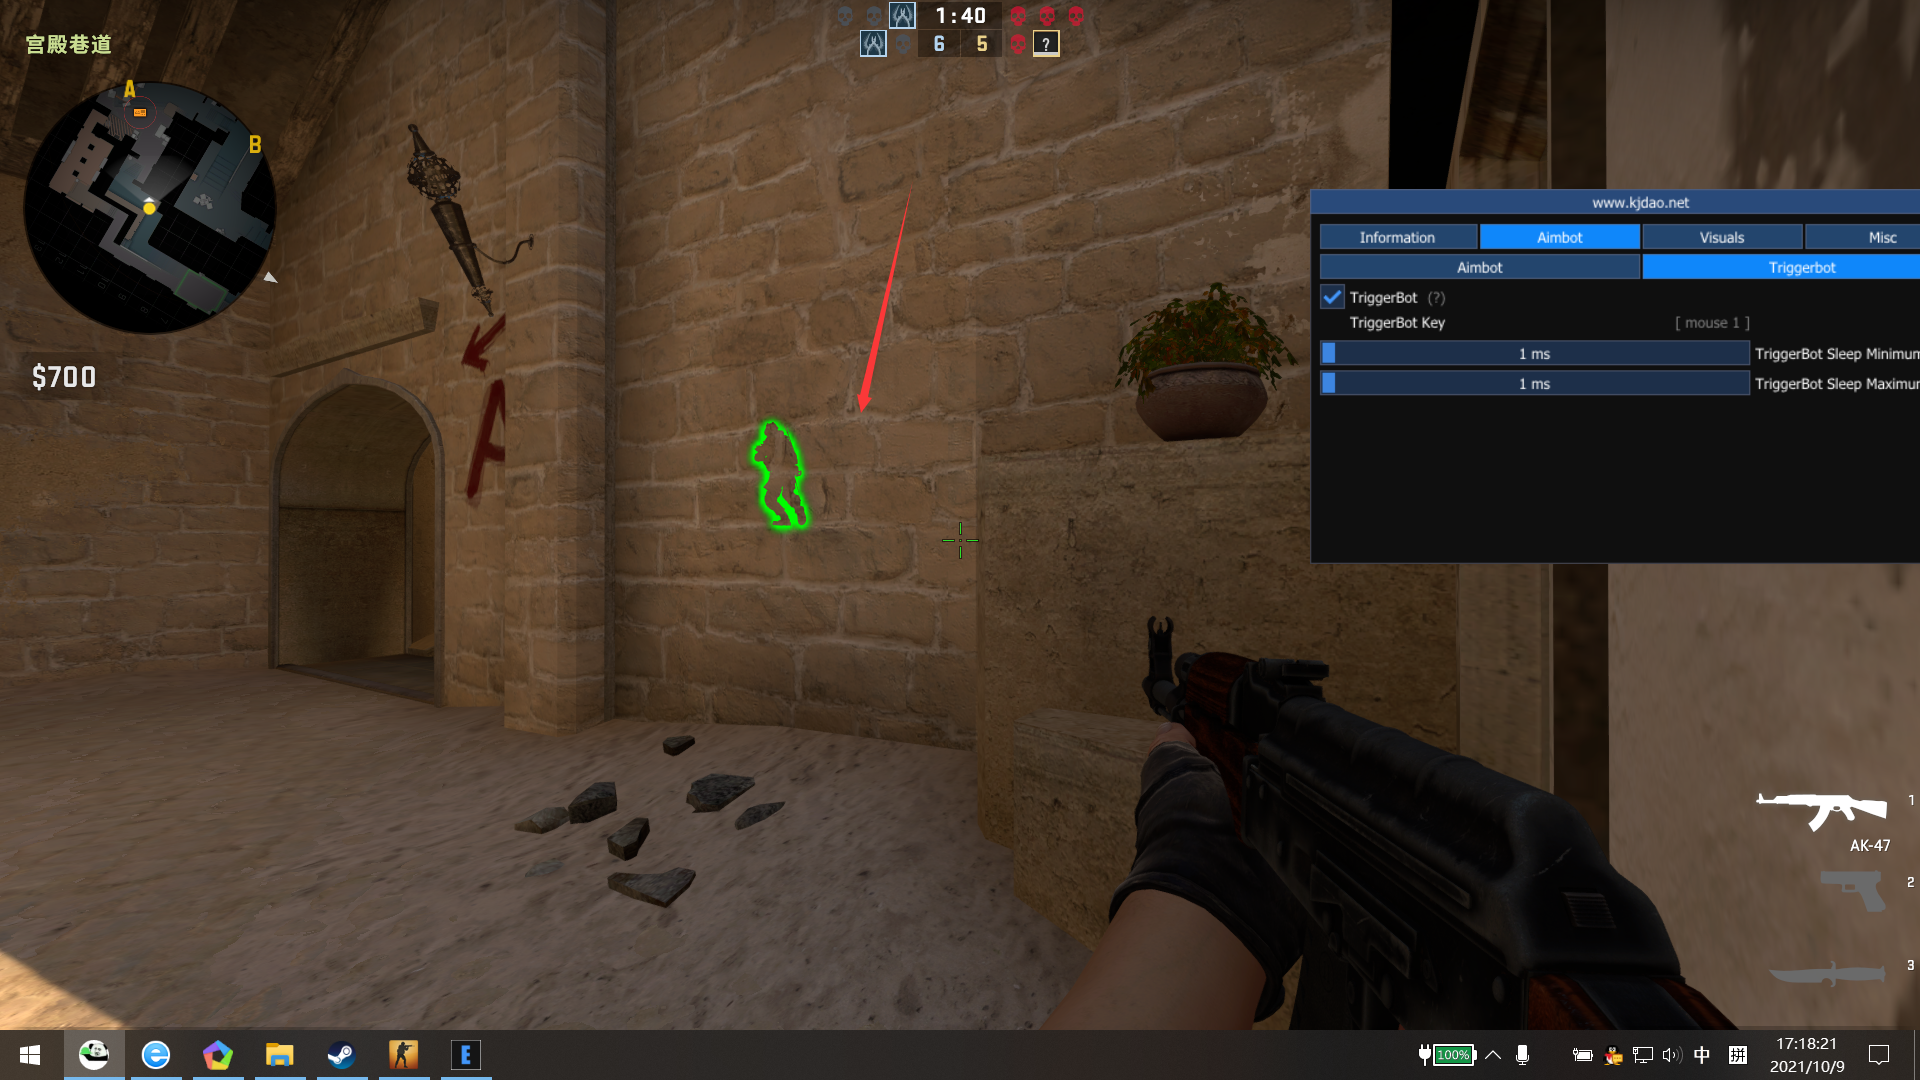 宫殿巷道
1:40
6 5 ?
A
B
$700
www.kjdao.net
Information Aimbot Visuals Misc
Aimbot Triggerbot
TriggerBot (?)
TriggerBot Key [ mouse 1 ]
1 ms TriggerBot Sleep Minimum
1 ms TriggerBot Sleep Maximum
A
1
AK-47
2
3
E
100%
中
拼
17:18:21
2021/10/9